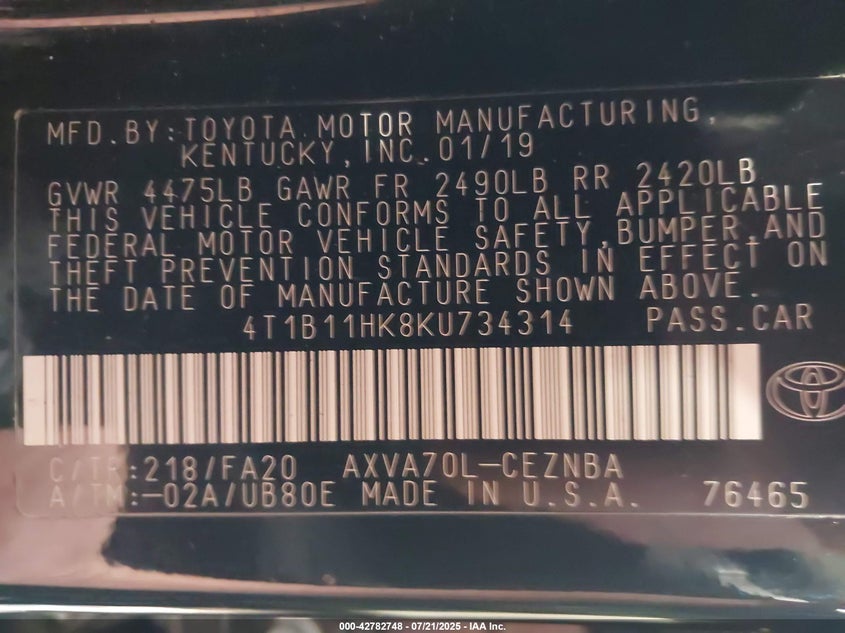 MFD.BY:TOYOTA MOTOR MANUFACTURING,
KENTUCKY,INC.01/19
GVWR 4475LB GAWR FR 2490LB RR 2420LB
THIS VEHICLE CONFORMS TO ALL APPLICABLE
FEDERAL MOTOR VEHICLE SAFETY,BUMPER,AND
THEFT PREVENTION STANDARDS IN EFFECT ON
THE DATE OF MANUFACTURE SHOWN ABOVE.
4T1B11HK8KU734314 PASS.CAR
C/TR:218/FA20 AXVA70L-CEZNBA
A/TM:-02A/UB80E MADE IN U.S.A. 76465
000-42782748 - 07/21/2025 - IAA Inc.